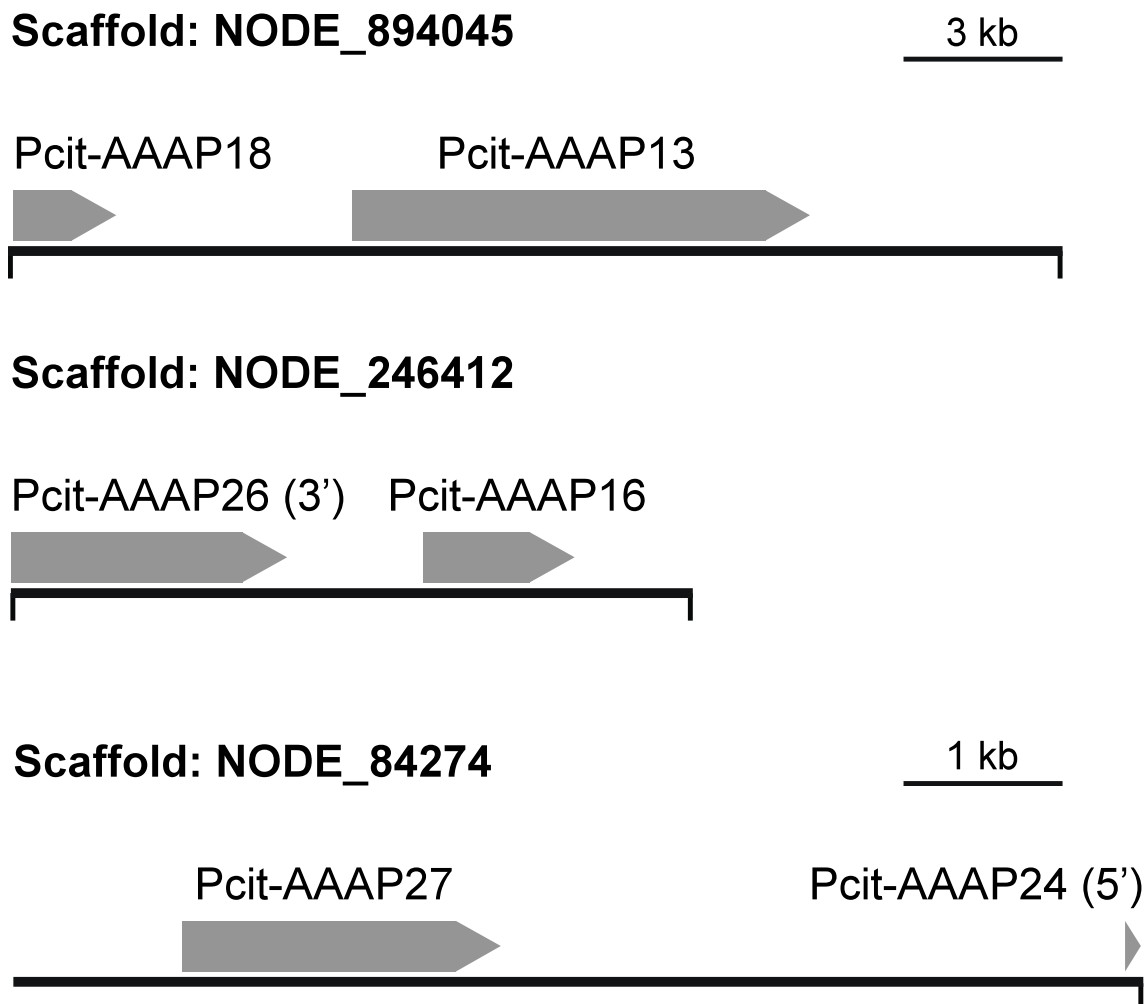 Scaffold: NODE_894045 3 kb
Pcit-AAAP18 Pcit-AAAP13
Scaffold: NODE_246412
Pcit-AAAP26 (3’) Pcit-AAAP16
Scaffold: NODE_84274 1 kb
Pcit-AAAP27 Pcit-AAAP24 (5’)